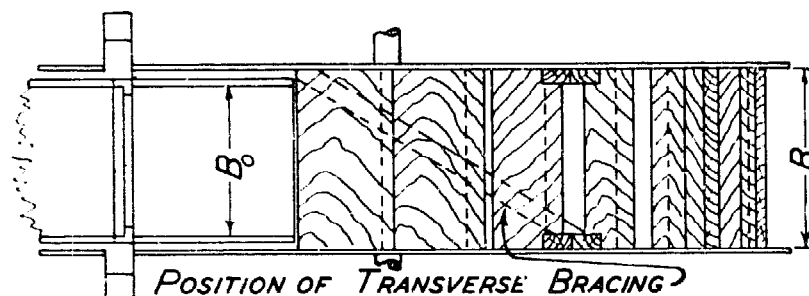 B₀
B
POSITION OF TRANSVERSE BRACING